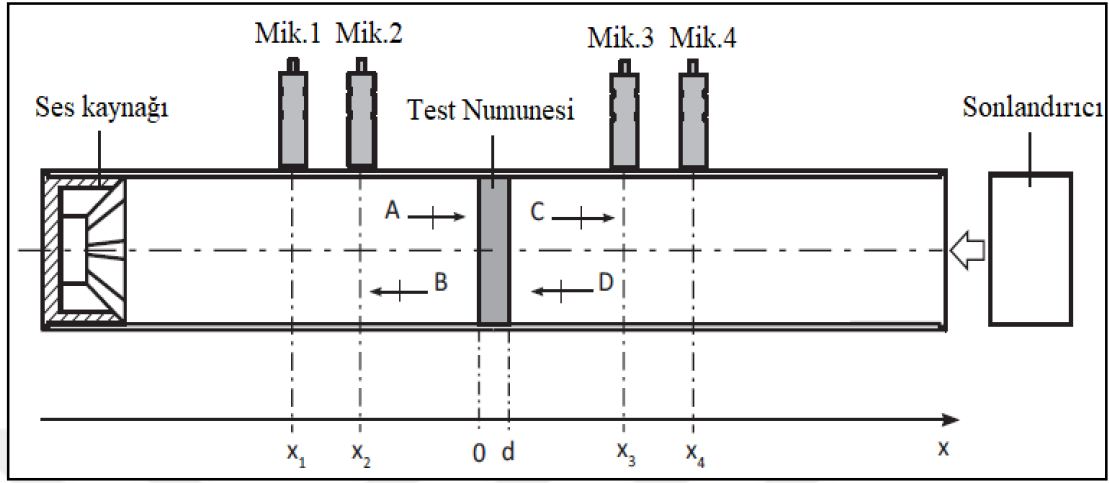 Mik.1 Mik.2 Mik.3 Mik.4
Ses kaynağı Test Numunesi Sonlandırıcı
A C
B D
x₁ x₂ 0 d x₃ x₄ x